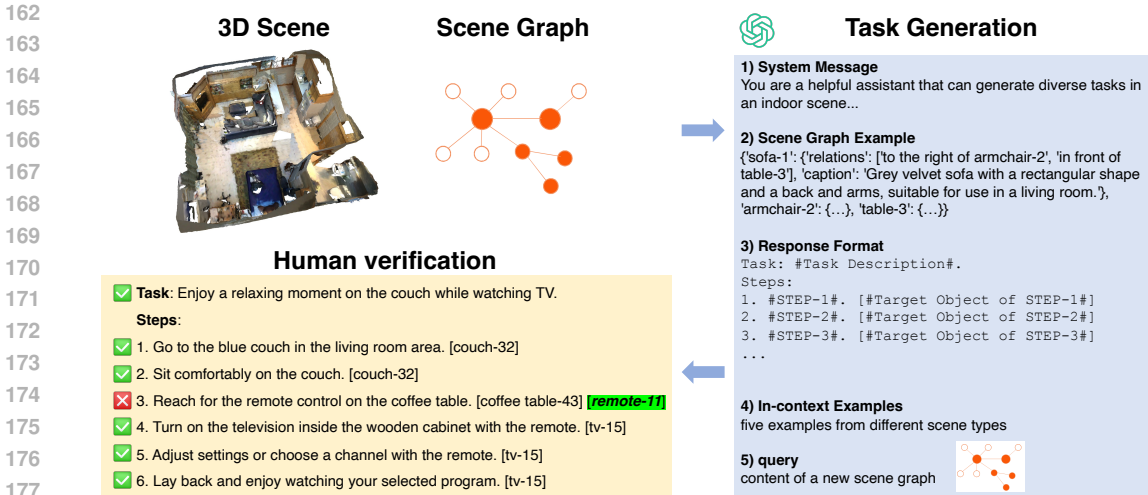 162
163
164
165
166
167
168
169
170
171
172
173
174
175
176
177
3D Scene
Scene Graph
Human verification
✅ Task: Enjoy a relaxing moment on the couch while watching TV.
Steps:
✅ 1. Go to the blue couch in the living room area. [couch-32]
✅ 2. Sit comfortably on the couch. [couch-32]
❌ 3. Reach for the remote control on the coffee table. [coffee table-43] [remote-11]
✅ 4. Turn on the television inside the wooden cabinet with the remote. [tv-15]
✅ 5. Adjust settings or choose a channel with the remote. [tv-15]
✅ 6. Lay back and enjoy watching your selected program. [tv-15]
Task Generation
1) System Message
You are a helpful assistant that can generate diverse tasks in
an indoor scene...
2) Scene Graph Example
{'sofa-1': {'relations': ['to the right of armchair-2', 'in front of
table-3'], 'caption': 'Grey velvet sofa with a rectangular shape
and a back and arms, suitable for use in a living room.'},
'armchair-2': {…}, 'table-3': {…}}
3) Response Format
Task: #Task Description#.
Steps:
1. #STEP-1#. [#Target Object of STEP-1#]
2. #STEP-2#. [#Target Object of STEP-2#]
3. #STEP-3#. [#Target Object of STEP-3#]
...
4) In-context Examples
five examples from different scene types
5) query
content of a new scene graph